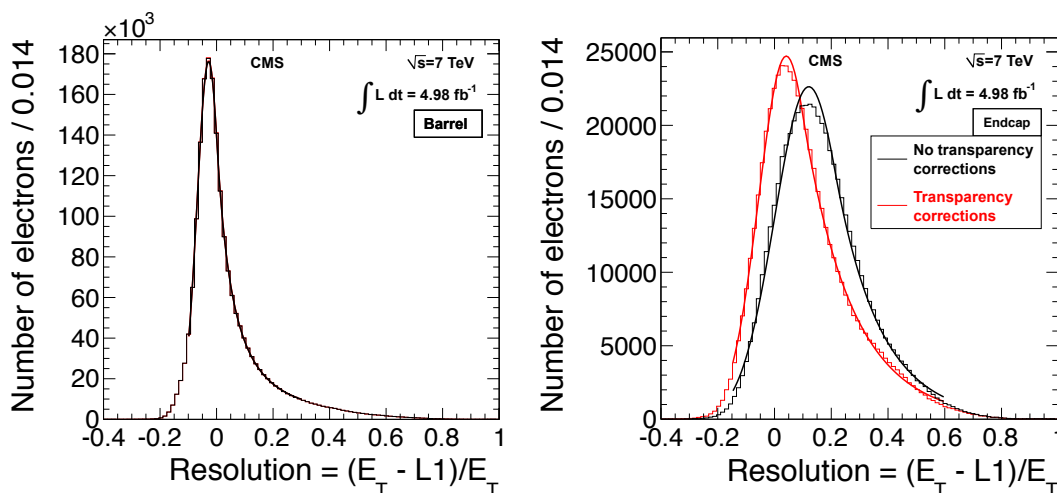 ×10³
180
160
140
120
100
80
60
40
20
0
-0.4 -0.2 0 0.2 0.4 0.6 0.8 1
Number of electrons / 0.014
Resolution = (E_T - L1)/E_T
CMS √s=7 TeV
∫ L dt = 4.98 fb⁻¹
Barrel
25000
20000
15000
10000
5000
0
-0.4 -0.2 0 0.2 0.4 0.6 0.8 1
Number of electrons / 0.014
Resolution = (E_T - L1)/E_T
CMS √s=7 TeV
∫ L dt = 4.98 fb⁻¹
Endcap
No transparency
corrections
Transparency
corrections